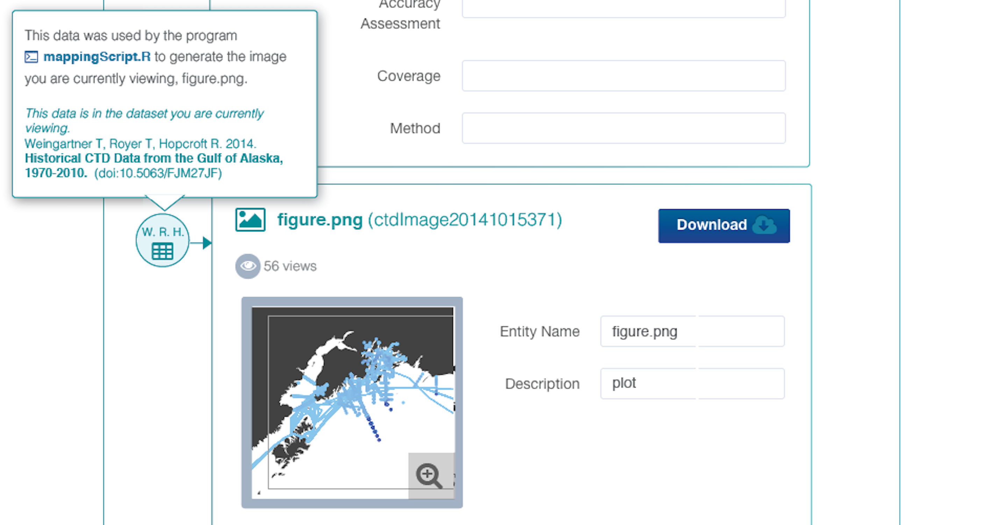 Accuracy
Assessment
This data was used by the program
mappingScript.R to generate the image
you are currently viewing, figure.png.
This data is in the dataset you are currently
viewing.
Weingartner T, Royer T, Hopcroft R. 2014.
Historical CTD Data from the Gulf of Alaska,
1970-2010. (doi:10.5063/FJM27JF)
Coverage
Method
W. R. H.
figure.png (ctdImage20141015371)
Download
56 views
Entity Name
figure.png
Description
plot